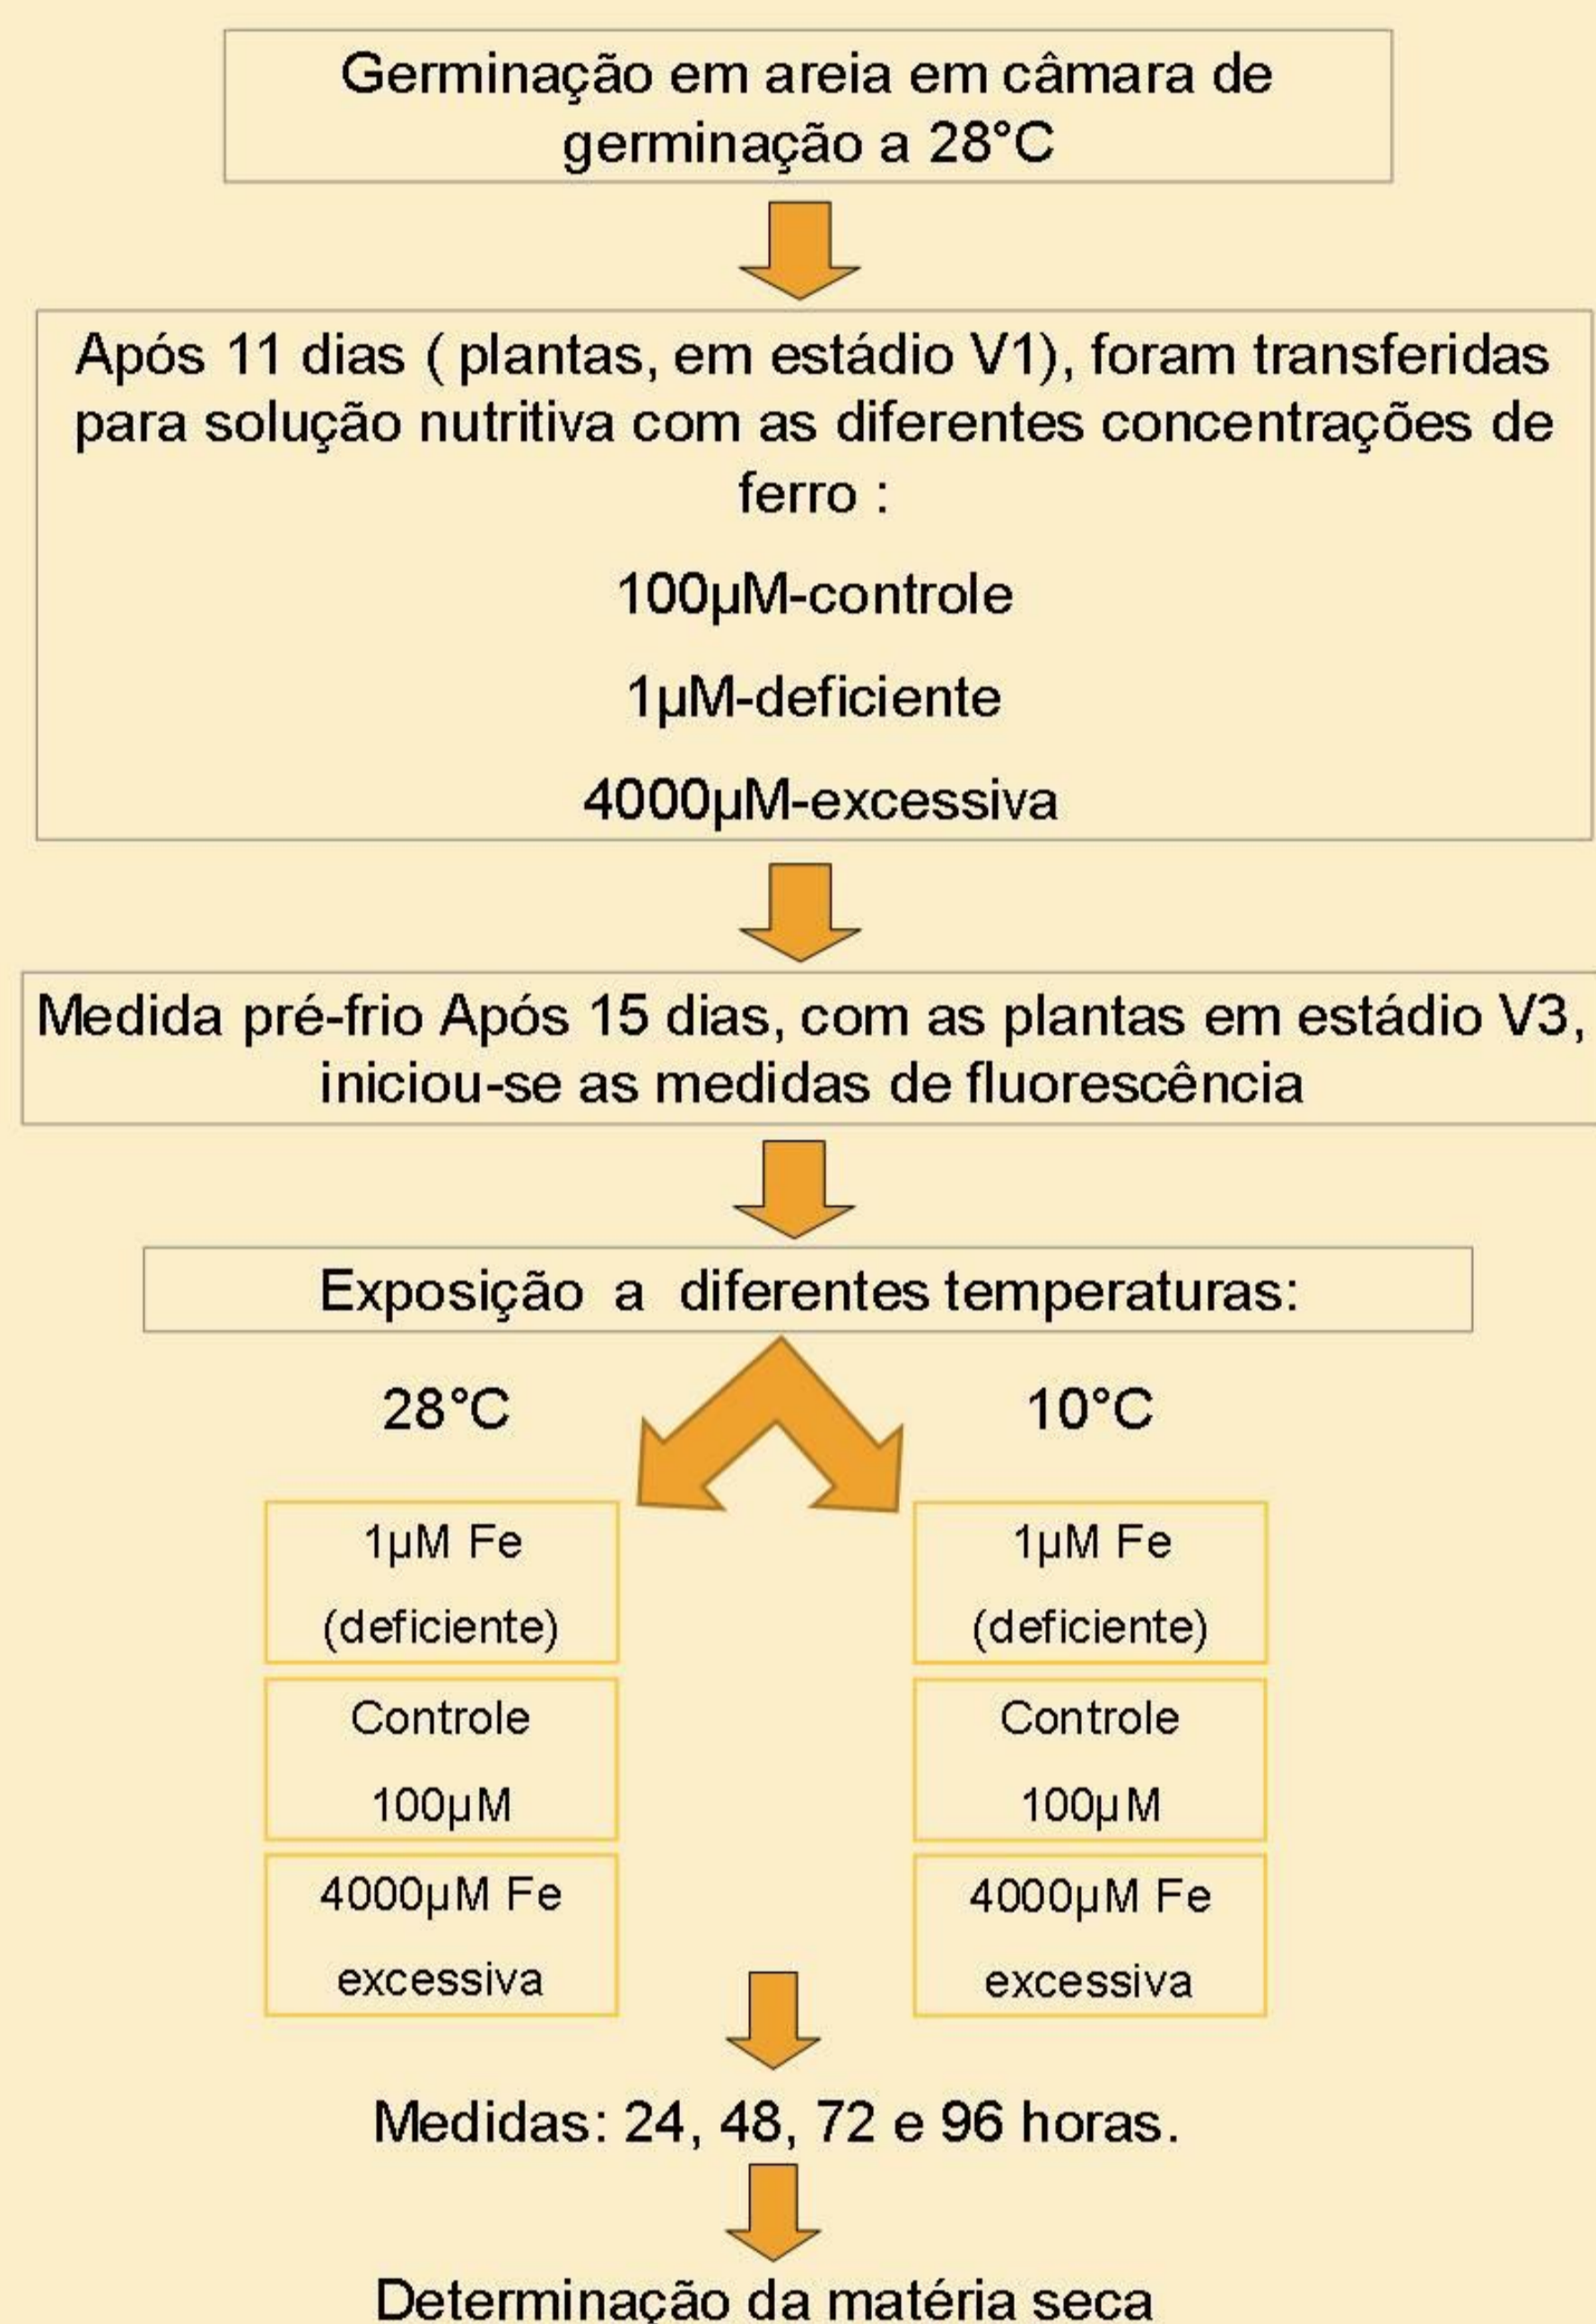 Germinação em areia em câmara de
germinação a 28°C
Após 11 dias ( plantas, em estádio V1), foram transferidas
para solução nutritiva com as diferentes concentrações de
ferro :
100µM-controle
1µM-deficiente
4000µM-excessiva
Medida pré-frio Após 15 dias, com as plantas em estádio V3,
iniciou-se as medidas de fluorescência
Exposição a diferentes temperaturas:
28°C
1µM Fe
(deficiente)
Controle
100µM
4000µM Fe
excessiva
10°C
1µM Fe
(deficiente)
Controle
100µM
4000µM Fe
excessiva
Medidas: 24, 48, 72 e 96 horas.
Determinação da matéria seca